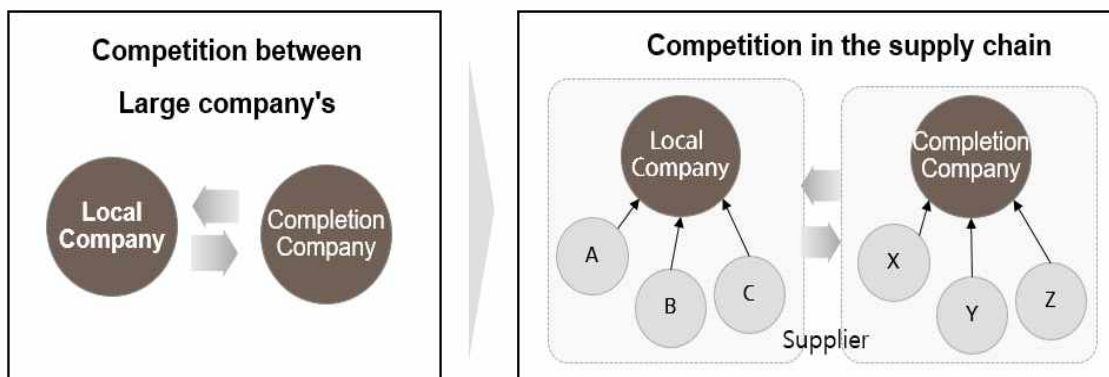 Competition between
Large company's
Local
Company
Completion
Company
Competition in the supply chain
Local
Company
A
B
C
Completion
Company
X
Y
Z
Supplier